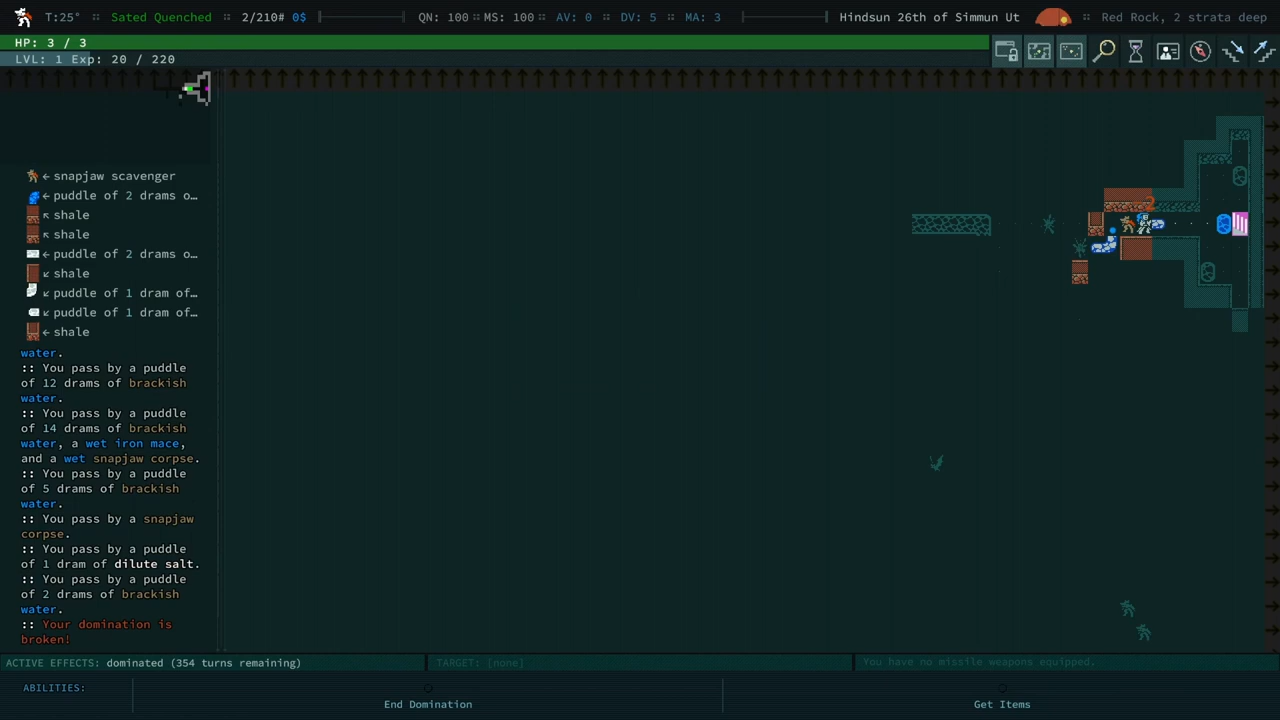 T:25° Sated Quenched 2/210# 0$ QN: 100 :: MS: 100 :: AV: 0 :: DV: 5 :: MA: 3 Hindsun 26th of Simmun Ut :: Red Rock, 2 strata deep
HP: 3 / 3
LVL: 1 Exp: 20 / 220
← snapjaw scavenger
← puddle of 2 drams o…
↖ shale
↖ shale
← puddle of 2 drams o…
↙ shale
↙ puddle of 1 dram of…
↙ puddle of 1 dram of…
← shale
water.
:: You pass by a puddle
of 12 drams of brackish
water.
:: You pass by a puddle
of 14 drams of brackish
water, a wet iron mace,
and a wet snapjaw corpse.
:: You pass by a puddle
of 5 drams of brackish
water.
:: You pass by a snapjaw
corpse.
:: You pass by a puddle
of 1 dram of dilute salt.
:: You pass by a puddle
of 2 drams of brackish
water.
:: Your domination is
broken!
2
ACTIVE EFFECTS: dominated (354 turns remaining) TARGET: [none] You have no missile weapons equipped.
ABILITIES: End Domination Get Items